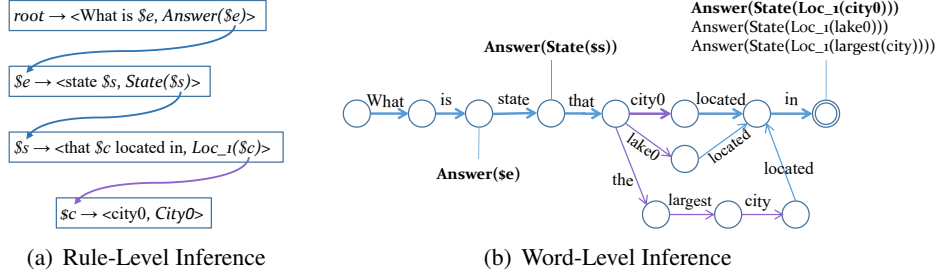 root → <What is $e, Answer($e)>
$e → <state $s, State($s)>
$s → <that $c located in, Loc_1($c)>
$c → <city0, City0>
(a) Rule-Level Inference
Answer(State(Loc_1(city0)))
Answer(State(Loc_1(lake0)))
Answer(State(Loc_1(largest(city))))
Answer(State($s))
What is state that city0 located in
lake0 located
the
located
largest city
Answer($e)
(b) Word-Level Inference